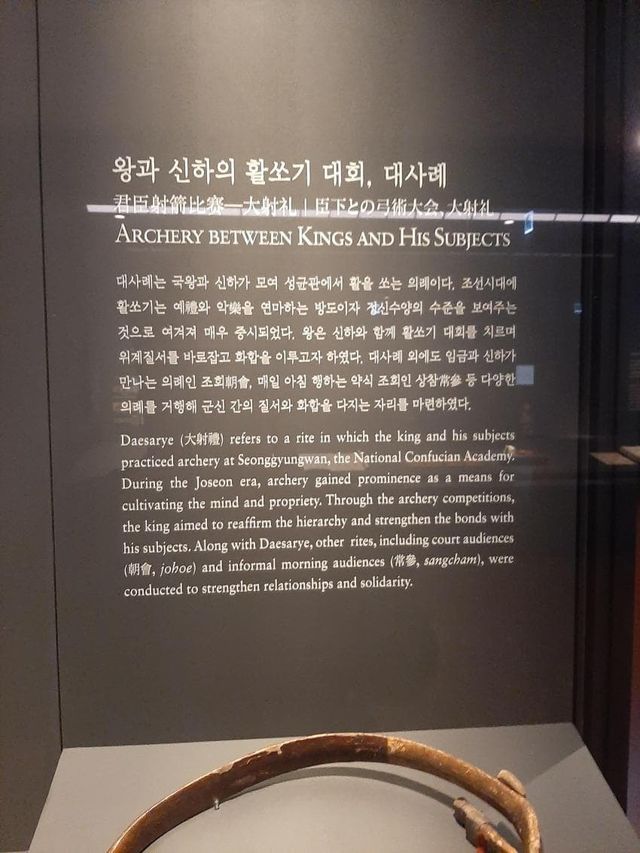 왕과 신하의 활쏘기 대회, 대사례
君臣射箭比赛—大射礼 | 臣下との弓術大会 大射礼
ARCHERY BETWEEN KINGS AND HIS SUBJECTS
대사례는 국왕과 신하가 모여 성균관에서 활을 쏘는 의례이다. 조선시대에
활쏘기는 예禮와 악樂을 연마하는 방도이자 정신수양의 수준을 보여주는
것으로 여겨져 매우 중시되었다. 왕은 신하와 함께 활쏘기 대회를 치르며
위계질서를 바로잡고 화합을 이루고자 하였다. 대사례 외에도 임금과 신하가
만나는 의례인 조회朝會, 매일 아침 행하는 약식 조회인 상참常參 등 다양한
의례를 거행해 군신 간의 질서와 화합을 다지는 자리를 마련하였다.
Daesarye (大射禮) refers to a rite in which the king and his subjects
practiced archery at Seonggyungwan, the National Confucian Academy.
During the Joseon era, archery gained prominence as a means for
cultivating the mind and propriety. Through the archery competitions,
the king aimed to reaffirm the hierarchy and strengthen the bonds with
his subjects. Along with Daesarye, other rites, including court audiences
(朝會, johoe) and informal morning audiences (常參, sangcham), were
conducted to strengthen relationships and solidarity.